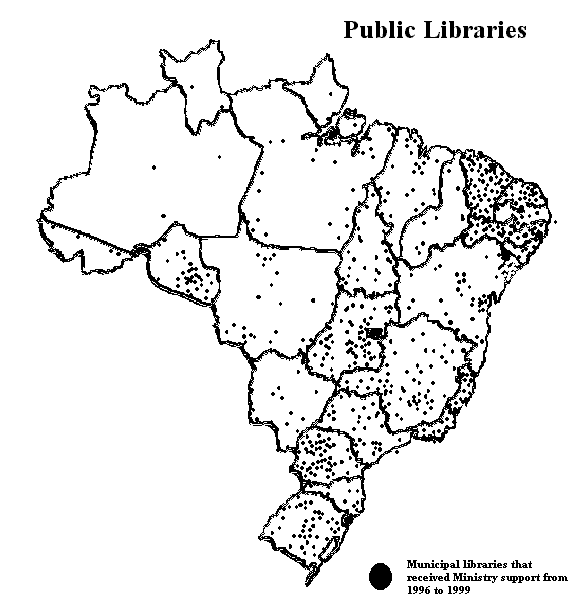 Public Libraries
Municipal libraries that
received Ministry support from
1996 to 1999